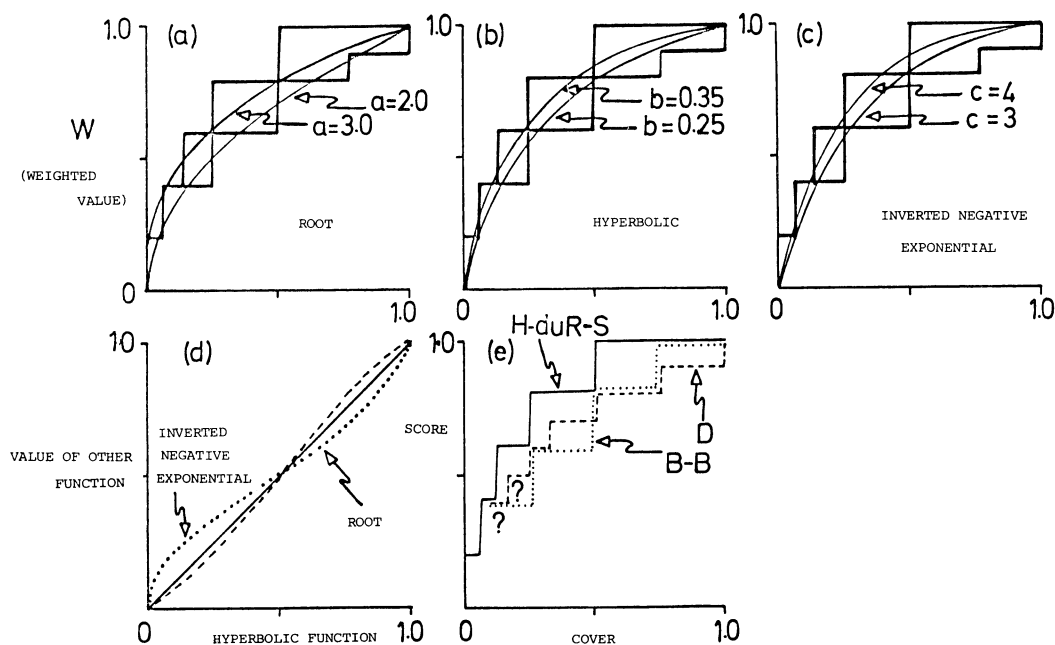 1.0
(a)
a=2.0
a=3.0
W
(WEIGHTED
VALUE)
ROOT
0
1.0
1.0
(b)
b=0.35
b=0.25
HYPERBOLIC
0
1.0
1.0
(c)
c=4
c=3
INVERTED NEGATIVE
EXPONENTIAL
0
1.0
1.0
(d)
INVERTED
NEGATIVE
EXPONENTIAL
VALUE OF OTHER
FUNCTION
ROOT
0
HYPERBOLIC FUNCTION
1.0
H-duR-S
1.0
(e)
SCORE
D
B-B
?
?
0
COVER
1.0